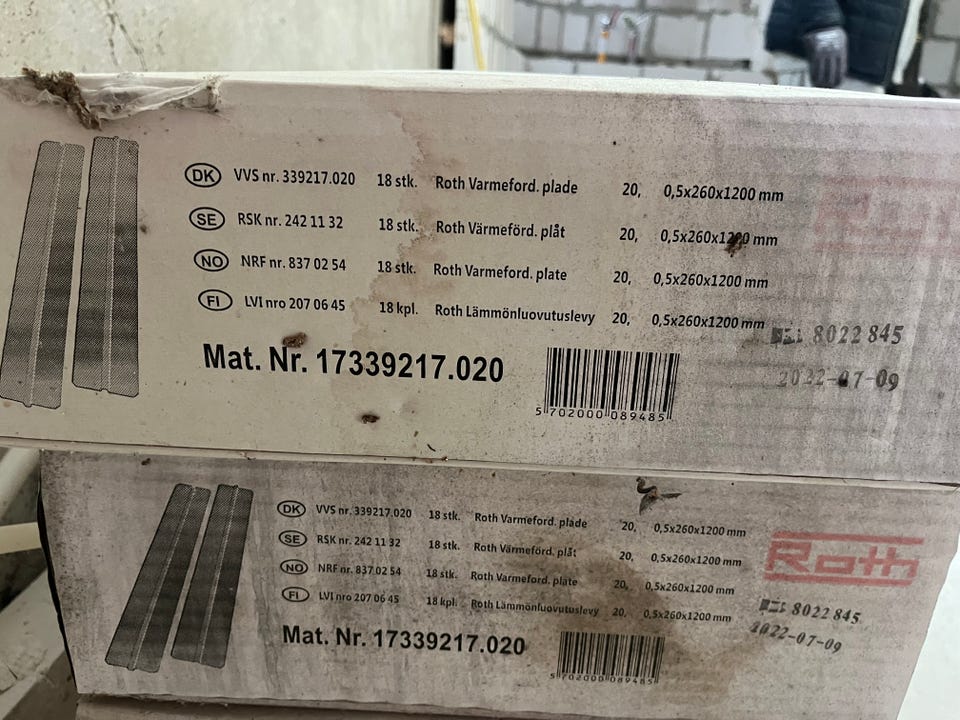 DK VVS nr. 339217.020 18 stk. Roth Varmeford. plade 20, 0,5x260x1200 mm
SE RSK nr. 242 11 32 18 stk. Roth Värmeförd. plåt 20, 0,5x260x1200 mm
NO NRF nr. 837 02 54 18 stk. Roth Varmeford. plate 20, 0,5x260x1200 mm
FI LVI nro 207 06 45 18 kpl. Roth Lämmönluovutuslevy 20, 0,5x260x1200 mm
Roth
8022 845
Mat. Nr. 17339217.020
2022-07-09
5 702000 089485
DK VVS nr. 339217.020 18 stk. Roth Varmeford. plade 20, 0,5x260x1200 mm
SE RSK nr. 242 11 32 18 stk. Roth Värmeförd. plåt 20, 0,5x260x1200 mm
NO NRF nr. 837 02 54 18 stk. Roth Varmeford. plate 20, 0,5x260x1200 mm
FI LVI nro 207 06 45 18 kpl. Roth Lämmönluovutuslevy 20, 0,5x260x1200 mm
Roth
8022 845
Mat. Nr. 17339217.020
2022-07-09
5 702000 089485